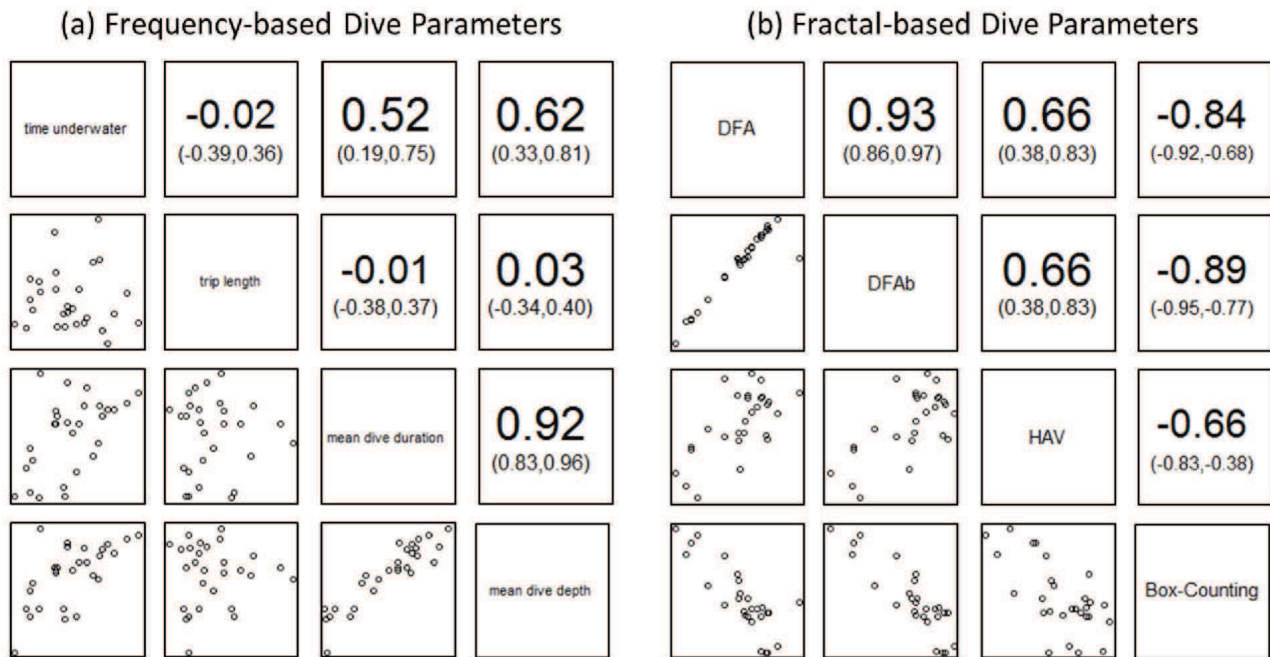 (a) Frequency-based Dive Parameters
time underwater
-0.02
(-0.39,0.36)
0.52
(0.19,0.75)
0.62
(0.33,0.81)
trip length
-0.01
(-0.38,0.37)
0.03
(-0.34,0.40)
mean dive duration
0.92
(0.83,0.96)
mean dive depth
(b) Fractal-based Dive Parameters
DFA
0.93
(0.86,0.97)
0.66
(0.38,0.83)
-0.84
(-0.92,-0.68)
DFAb
0.66
(0.38,0.83)
-0.89
(-0.95,-0.77)
HAV
-0.66
(-0.83,-0.38)
Box-Counting